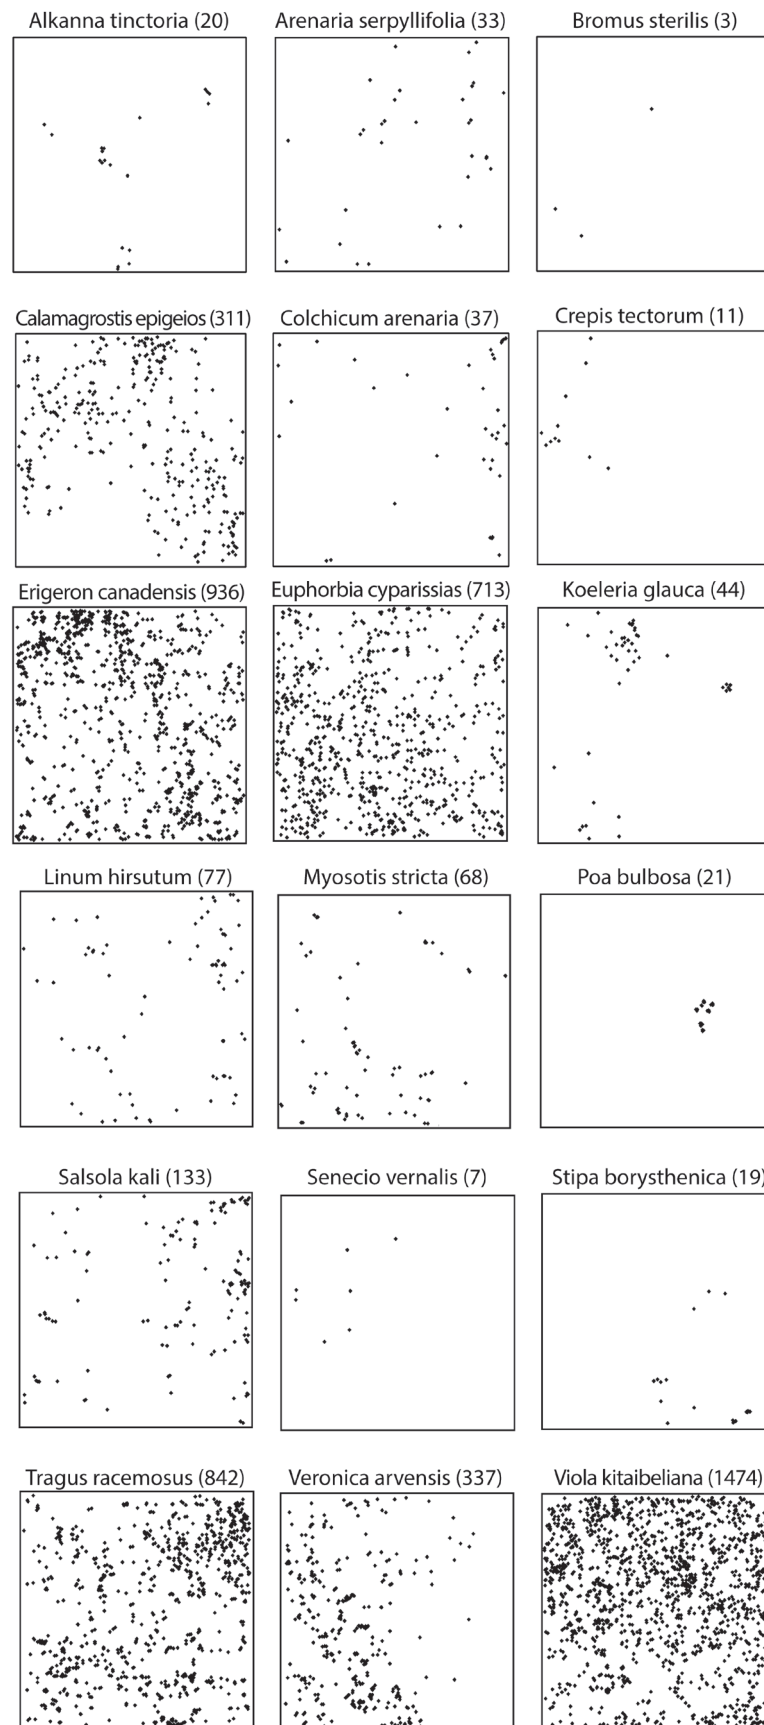 Alkanna tinctoria (20) Arenaria serpyllifolia (33) Bromus sterilis (3)
Calamagrostis epigeios (311) Colchicum arenaria (37) Crepis tectorum (11)
Erigeron canadensis (936) Euphorbia cyparissias (713) Koeleria glauca (44)
Linum hirsutum (77) Myosotis stricta (68) Poa bulbosa (21)
Salsola kali (133) Senecio vernalis (7) Stipa borysthenica (19)
Tragus racemosus (842) Veronica arvensis (337) Viola kitaibeliana (1474)